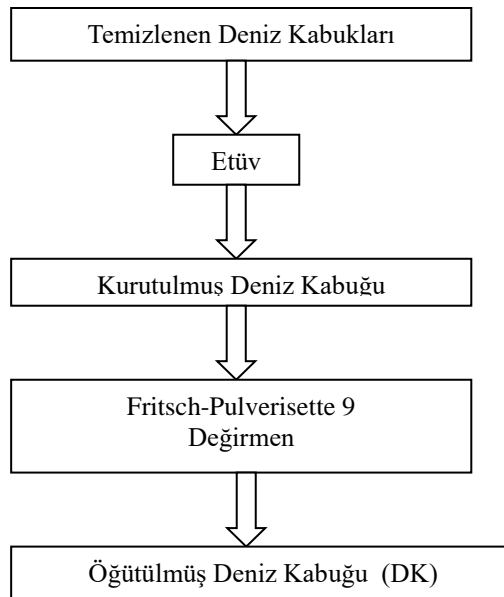 Temizlenen Deniz Kabukları
Etüv
Kurutulmuş Deniz Kabuğu
Fritsch-Pulverisette 9
Değirmen
Öğütülmüş Deniz Kabuğu (DK)